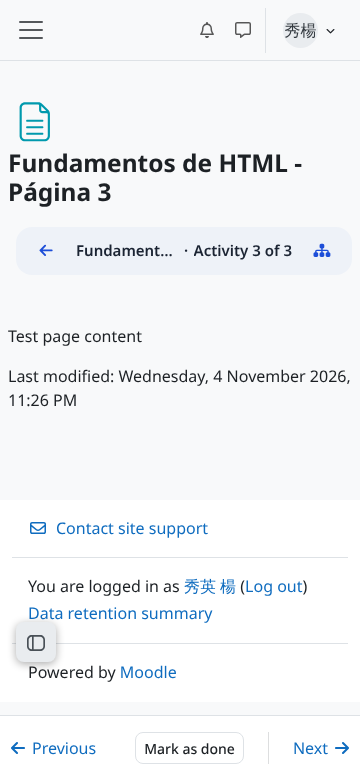 秀楊
Fundamentos de HTML -
Página 3
Fundament... · Activity 3 of 3
Test page content
Last modified: Wednesday, 4 November 2026,
11:26 PM
Contact site support
You are logged in as 秀英 楊 (Log out)
Data retention summary
Powered by Moodle
Previous
Mark as done
Next